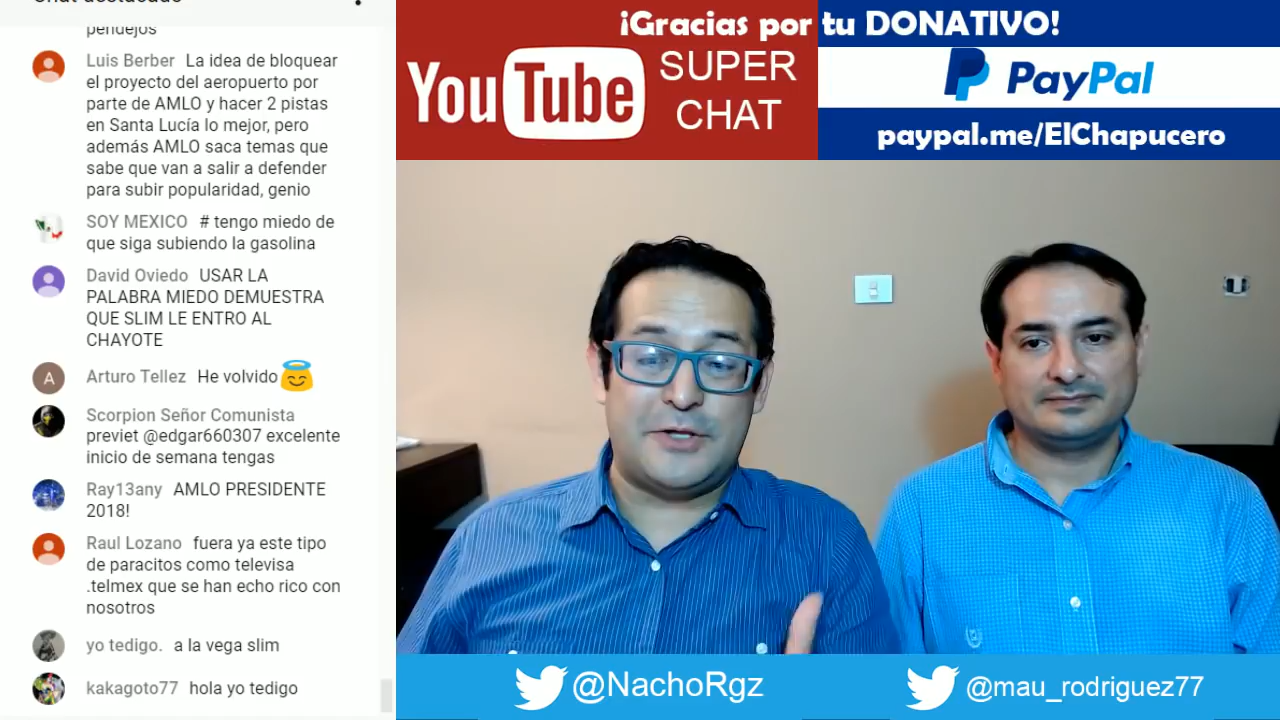 Chat destacado
pendejos
Luis Berber La idea de bloquear
el proyecto del aeropuerto por
parte de AMLO y hacer 2 pistas
en Santa Lucía lo mejor, pero
además AMLO saca temas que
sabe que van a salir a defender
para subir popularidad, genio
SOY MEXICO # tengo miedo de
que siga subiendo la gasolina
David Oviedo USAR LA
PALABRA MIEDO DEMUESTRA
QUE SLIM LE ENTRO AL
CHAYOTE
A
Arturo Tellez He volvido
Scorpion Señor Comunista
previet @edgar660307 excelente
inicio de semana tengas
Ray13any AMLO PRESIDENTE
2018!
Raul Lozano fuera ya este tipo
de paracitos como televisa
.telmex que se han echo rico con
nosotros
yo tedigo. a la vega slim
kakagoto77 hola yo tedigo
¡Gracias por tu DONATIVO!
YouTube
SUPER
CHAT
PayPal
paypal.me/ElChapucero
@NachoRgz
@mau_rodriguez77